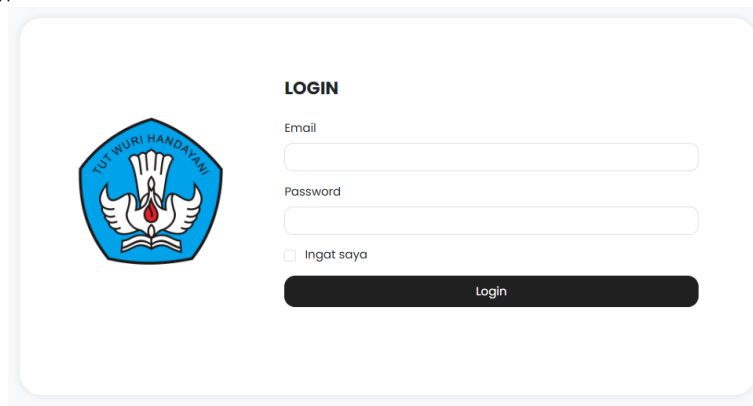 TUT WURI HANDAYANI
LOGIN
Email
Password
Ingat saya
Login